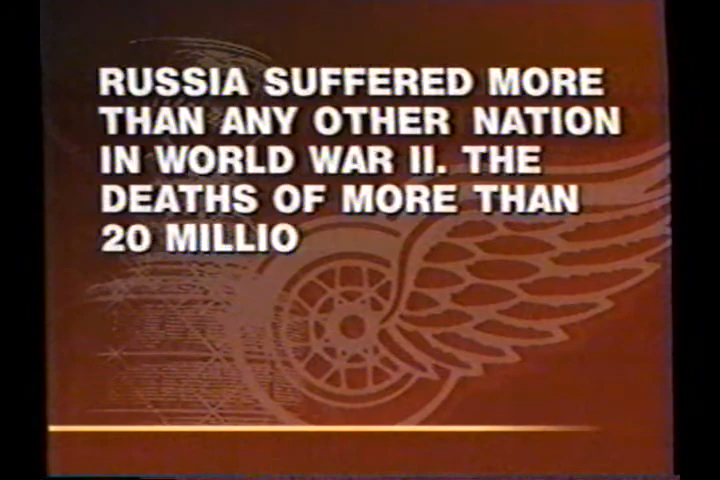 RUSSIA SUFFERED MORE
THAN ANY OTHER NATION
IN WORLD WAR II. THE
DEATHS OF MORE THAN
20 MILLIO